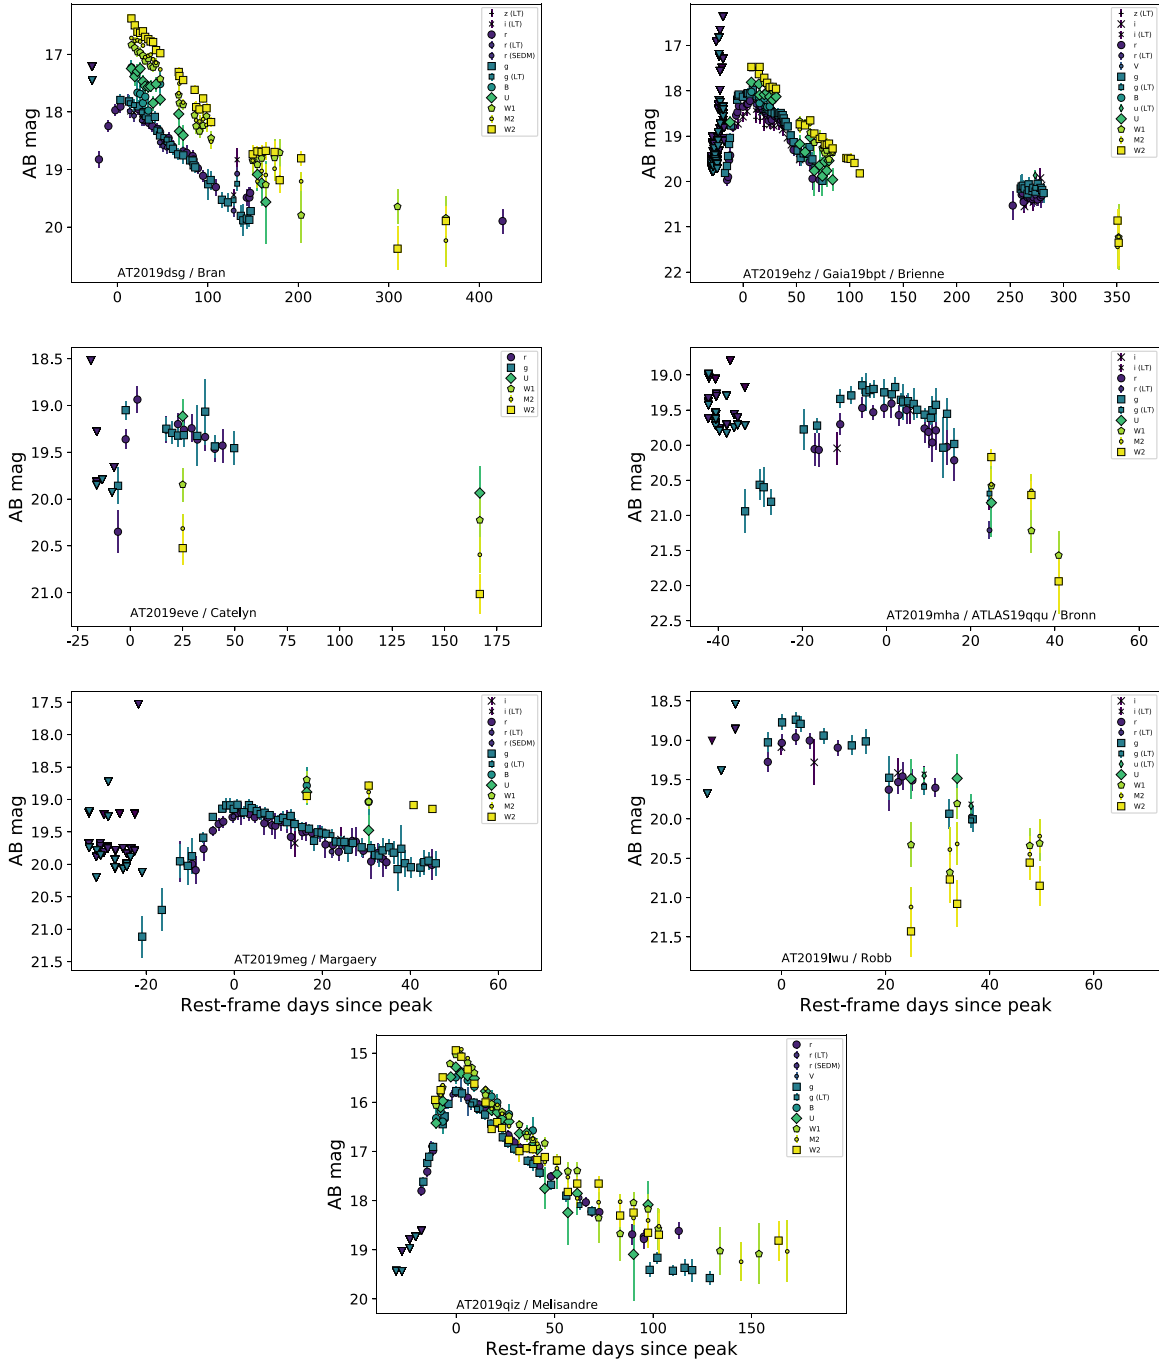 AB mag
17
18
19
20
0
100
200
300
400
AT2019dsg / Bran
z (LT)
i (LT)
r
r (LT)
r (SEDM)
g
g (LT)
B
U
W1
M2
W2
AB mag
17
18
19
20
21
22
0
50
100
150
200
250
300
350
AT2019ehz / Gaia19bpt / Brienne
z (LT)
i
i (LT)
r
r (LT)
V
g
g (LT)
B
u (LT)
U
W1
M2
W2
AB mag
18.5
19.0
19.5
20.0
20.5
21.0
-25
0
25
50
75
100
125
150
175
AT2019eve / Catelyn
r
g
U
W1
M2
W2
AB mag
19.0
19.5
20.0
20.5
21.0
21.5
22.0
22.5
-40
-20
0
20
40
60
AT2019mha / ATLAS19qqu / Bronn
i
i (LT)
r
r (LT)
g
g (LT)
U
W1
M2
W2
AB mag
17.5
18.0
18.5
19.0
19.5
20.0
20.5
21.0
21.5
-20
0
20
40
60
Rest-frame days since peak
AT2019meg / Margaery
i
i (LT)
r
r (LT)
r (SEDM)
g
g (LT)
B
U
W1
M2
W2
AB mag
18.5
19.0
19.5
20.0
20.5
21.0
21.5
0
20
40
60
Rest-frame days since peak
AT2019lwu / Robb
i
i (LT)
r
r (LT)
g
g (LT)
u (LT)
U
W1
M2
W2
AB mag
15
16
17
18
19
20
0
50
100
150
Rest-frame days since peak
AT2019qiz / Melisandre
r
r (LT)
r (SEDM)
V
g
g (LT)
B
U
W1
M2
W2